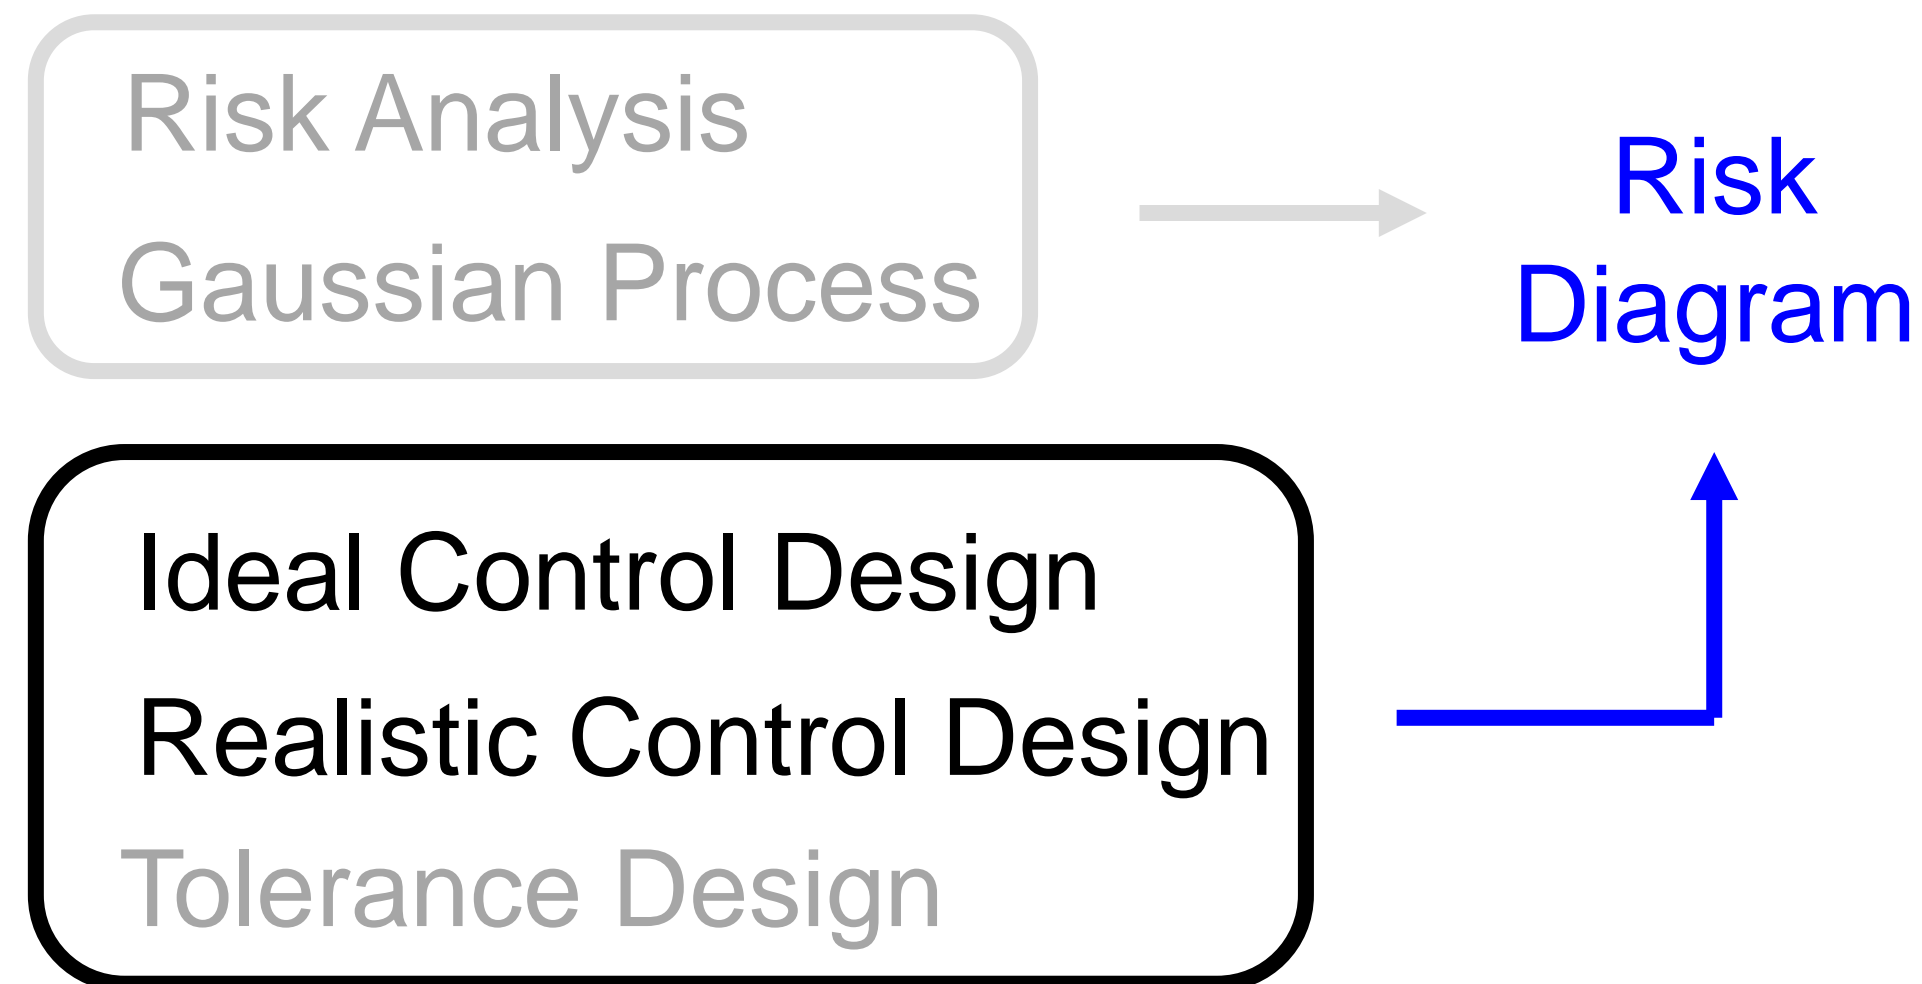 Risk Analysis
Gaussian Process
Risk
Diagram
Ideal Control Design
Realistic Control Design
Tolerance Design